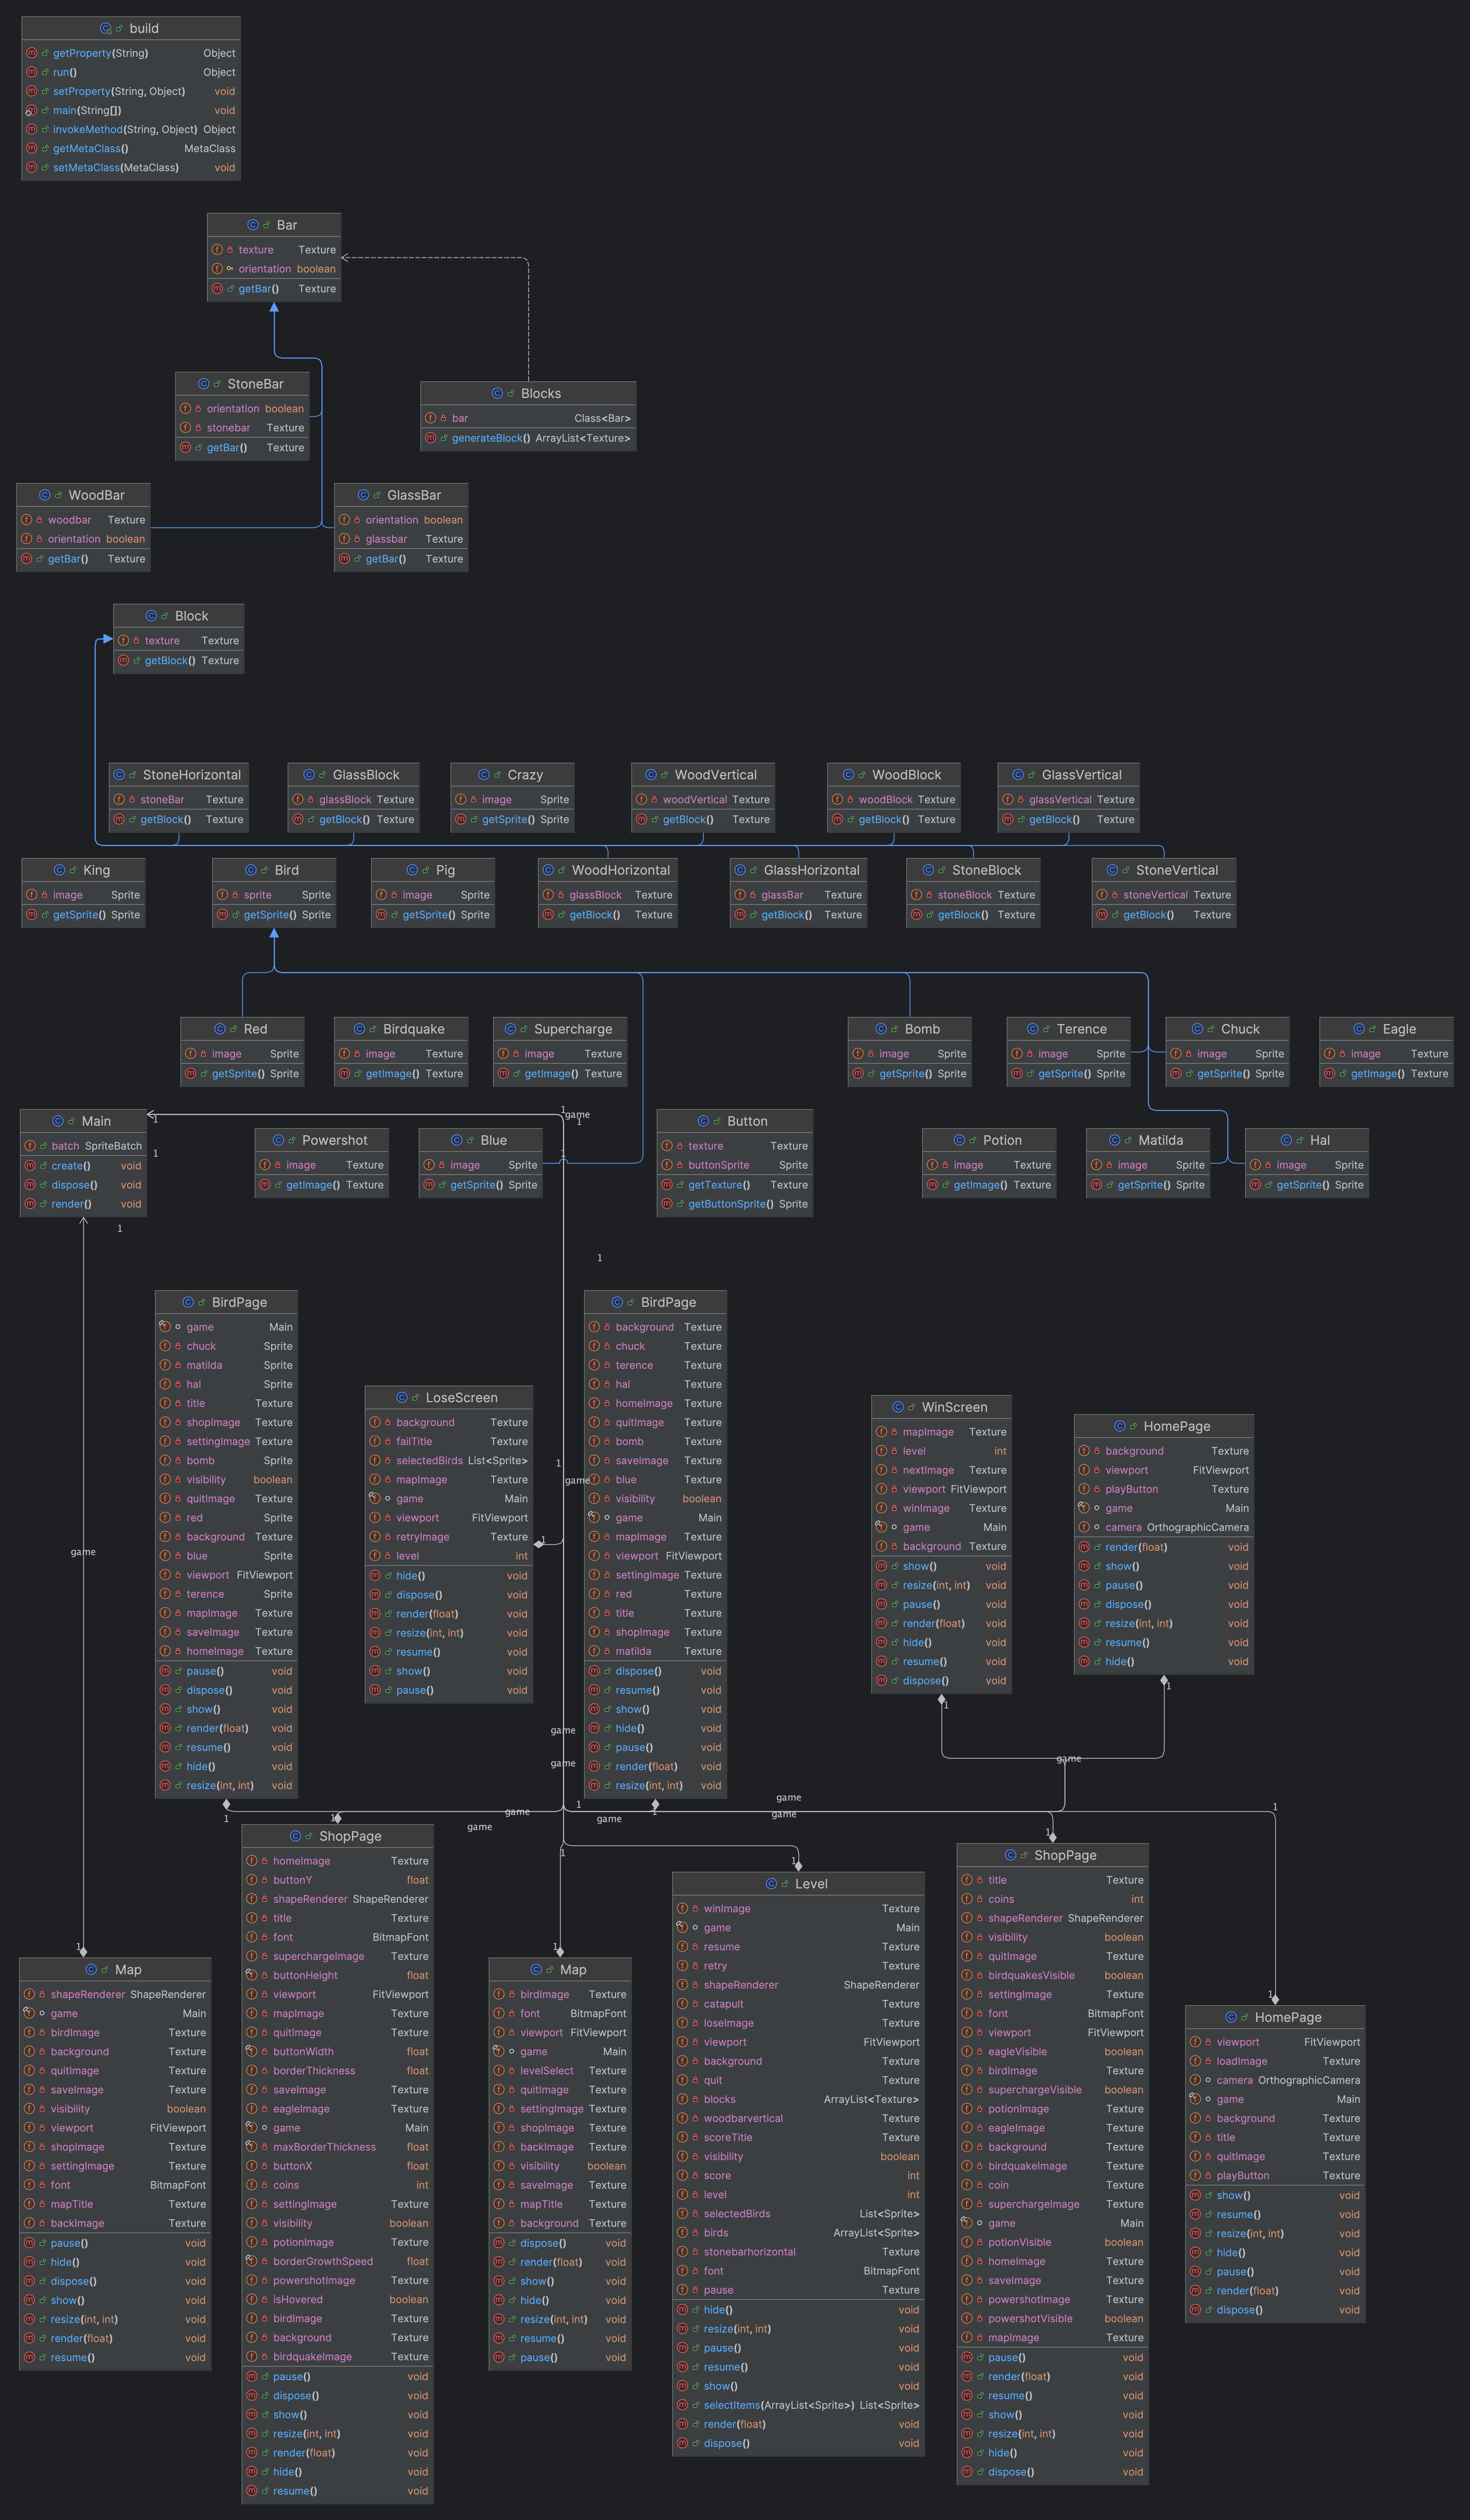 build
getProperty(String) Object
run() Object
setProperty(String, Object) void
main(String[]) void
invokeMethod(String, Object) Object
getMetaClass() MetaClass
setMetaClass(MetaClass) void
Bar
texture Texture
orientation boolean
getBar() Texture
StoneBar
orientation boolean
stonebar Texture
getBar() Texture
Blocks
bar Class<Bar>
generateBlock() ArrayList<Texture>
WoodBar
woodbar Texture
orientation boolean
getBar() Texture
GlassBar
orientation boolean
glassbar Texture
getBar() Texture
Block
texture Texture
getBlock() Texture
StoneHorizontal
stoneBar Texture
getBlock() Texture
GlassBlock
glassBlock Texture
getBlock() Texture
Crazy
image Sprite
getSprite() Sprite
WoodVertical
woodVertical Texture
getBlock() Texture
WoodBlock
woodBlock Texture
getBlock() Texture
GlassVertical
glassVertical Texture
getBlock() Texture
King
image Sprite
getSprite() Sprite
Bird
sprite Sprite
getSprite() Sprite
Pig
image Sprite
getSprite() Sprite
WoodHorizontal
glassBlock Texture
getBlock() Texture
GlassHorizontal
glassBar Texture
getBlock() Texture
StoneBlock
stoneBlock Texture
getBlock() Texture
StoneVertical
stoneVertical Texture
getBlock() Texture
Red
image Sprite
getSprite() Sprite
Birdquake
image Texture
getImage() Texture
Supercharge
image Texture
getImage() Texture
Bomb
image Sprite
getSprite() Sprite
Terence
image Sprite
getSprite() Sprite
Chuck
image Sprite
getSprite() Sprite
Eagle
image Texture
getImage() Texture
Main
batch SpriteBatch
create() void
dispose() void
render() void
1
1
1
1
game
1
1
1
Powershot
image Texture
getImage() Texture
Blue
image Sprite
getSprite() Sprite
Button
texture Texture
buttonSprite Sprite
getTexture() Texture
getButtonSprite() Sprite
Potion
image Texture
getImage() Texture
Matilda
image Sprite
getSprite() Sprite
Hal
image Sprite
getSprite() Sprite
BirdPage
game Main
chuck Sprite
matilda Sprite
hal Sprite
title Texture
shopImage Texture
settingImage Texture
bomb Sprite
visibility boolean
quitImage Texture
red Sprite
background Texture
blue Sprite
viewport FitViewport
terence Sprite
mapImage Texture
saveImage Texture
homeImage Texture
pause() void
dispose() void
show() void
render(float) void
resume() void
hide() void
resize(int, int) void
LoseScreen
background Texture
failTitle Texture
selectedBirds List<Sprite>
mapImage Texture
game Main
viewport FitViewport
retryImage Texture
level int
hide() void
dispose() void
render(float) void
resize(int, int) void
resume() void
show() void
pause() void
1
game
1
BirdPage
background Texture
chuck Texture
terence Texture
hal Texture
homeImage Texture
quitImage Texture
bomb Texture
saveImage Texture
blue Texture
visibility boolean
game Main
mapImage Texture
viewport FitViewport
settingImage Texture
red Texture
title Texture
shopImage Texture
matilda Texture
dispose() void
resume() void
show() void
hide() void
pause() void
render(float) void
resize(int, int) void
WinScreen
mapImage Texture
level int
nextImage Texture
viewport FitViewport
winImage Texture
game Main
background Texture
show() void
resize(int, int) void
pause() void
render(float) void
hide() void
resume() void
dispose() void
HomePage
background Texture
viewport FitViewport
playButton Texture
game Main
camera OrthographicCamera
render(float) void
show() void
pause() void
dispose() void
resize(int, int) void
resume() void
hide() void
game
game
game
1
1
game
game
1
1
game
1
1
game
game
game
1
1
1
1
1
1
1
1
ShopPage
homeImage Texture
buttonY float
shapeRenderer ShapeRenderer
title Texture
font BitmapFont
superchargeImage Texture
buttonHeight float
viewport FitViewport
mapImage Texture
quitImage Texture
buttonWidth float
borderThickness float
saveImage Texture
eagleImage Texture
game Main
maxBorderThickness float
buttonX float
coins int
settingImage Texture
visibility boolean
potionImage Texture
borderGrowthSpeed float
powershotImage Texture
isHovered boolean
birdImage Texture
background Texture
birdquakeImage Texture
pause() void
dispose() void
show() void
resize(int, int) void
render(float) void
hide() void
resume() void
Map
shapeRenderer ShapeRenderer
game Main
birdImage Texture
background Texture
quitImage Texture
saveImage Texture
visibility boolean
viewport FitViewport
shopImage Texture
settingImage Texture
font BitmapFont
mapTitle Texture
backImage Texture
pause() void
hide() void
dispose() void
show() void
resize(int, int) void
render(float) void
resume() void
Map
birdImage Texture
font BitmapFont
viewport FitViewport
game Main
levelSelect Texture
quitImage Texture
settingImage Texture
shopImage Texture
backImage Texture
visibility boolean
saveImage Texture
mapTitle Texture
background Texture
dispose() void
render(float) void
show() void
hide() void
resize(int, int) void
resume() void
pause() void
Level
winImage Texture
game Main
resume Texture
retry Texture
shapeRenderer ShapeRenderer
catapult Texture
loseImage Texture
viewport FitViewport
background Texture
quit Texture
blocks ArrayList<Texture>
woodbarvertical Texture
scoreTitle Texture
visibility boolean
score int
level int
selectedBirds List<Sprite>
birds ArrayList<Sprite>
stonebarhorizontal Texture
font BitmapFont
pause Texture
hide() void
resize(int, int) void
pause() void
resume() void
show() void
selectItems(ArrayList<Sprite>) List<Sprite>
render(float) void
dispose() void
ShopPage
title Texture
coins int
shapeRenderer ShapeRenderer
visibility boolean
quitImage Texture
birdquakesVisible boolean
settingImage Texture
font BitmapFont
viewport FitViewport
eagleVisible boolean
birdImage Texture
superchargeVisible boolean
potionImage Texture
eagleImage Texture
background Texture
birdquakeImage Texture
coin Texture
superchargeImage Texture
game Main
potionVisible boolean
homeImage Texture
saveImage Texture
powershotImage Texture
powershotVisible boolean
mapImage Texture
pause() void
render(float) void
resume() void
show() void
resize(int, int) void
hide() void
dispose() void
HomePage
viewport FitViewport
loadImage Texture
camera OrthographicCamera
game Main
background Texture
title Texture
quitImage Texture
playButton Texture
show() void
resume() void
resize(int, int) void
hide() void
pause() void
render(float) void
dispose() void